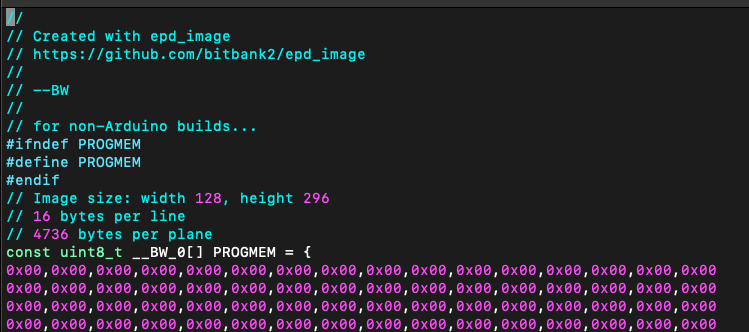 //
// Created with epd_image
// https://github.com/bitbank2/epd_image
//
// --BW
//
// for non-Arduino builds...
#ifndef PROGMEM
#define PROGMEM
#endif
// Image size: width 128, height 296
// 16 bytes per line
// 4736 bytes per plane
const uint8_t __BW_0[] PROGMEM = {
0x00,0x00,0x00,0x00,0x00,0x00,0x00,0x00,0x00,0x00,0x00,0x00,0x00,0x00,0x00,0x00
0x00,0x00,0x00,0x00,0x00,0x00,0x00,0x00,0x00,0x00,0x00,0x00,0x00,0x00,0x00,0x00
0x00,0x00,0x00,0x00,0x00,0x00,0x00,0x00,0x00,0x00,0x00,0x00,0x00,0x00,0x00,0x00
0x00,0x00,0x00,0x00,0x00,0x00,0x00,0x00,0x00,0x00,0x00,0x00,0x00,0x00,0x00,0x00